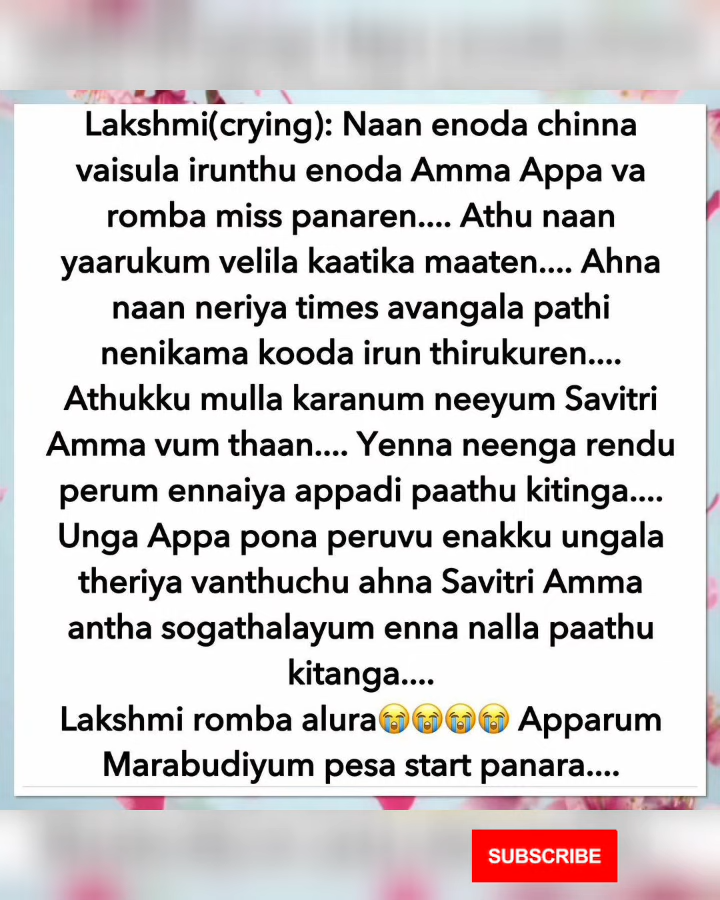 Lakshmi(crying): Naan enoda chinna
vaisula irunthu enoda Amma Appa va
romba miss panaren.... Athu naan
yaarukum velila kaatika maaten.... Ahna
naan neriya times avangala pathi
nenikama kooda irun thirukuren....
Athukku mulla karanum neeyum Savitri
Amma vum thaan.... Yenna neenga rendu
perum ennaiya appadi paathu kitinga....
Unga Appa pona peruvu enakku ungala
theriya vanthuchu ahna Savitri Amma
antha sogathalayum enna nalla paathu
kitanga....
Lakshmi romba alura😭😭😭😭 Apparum
Marabudiyum pesa start panara....
SUBSCRIBE